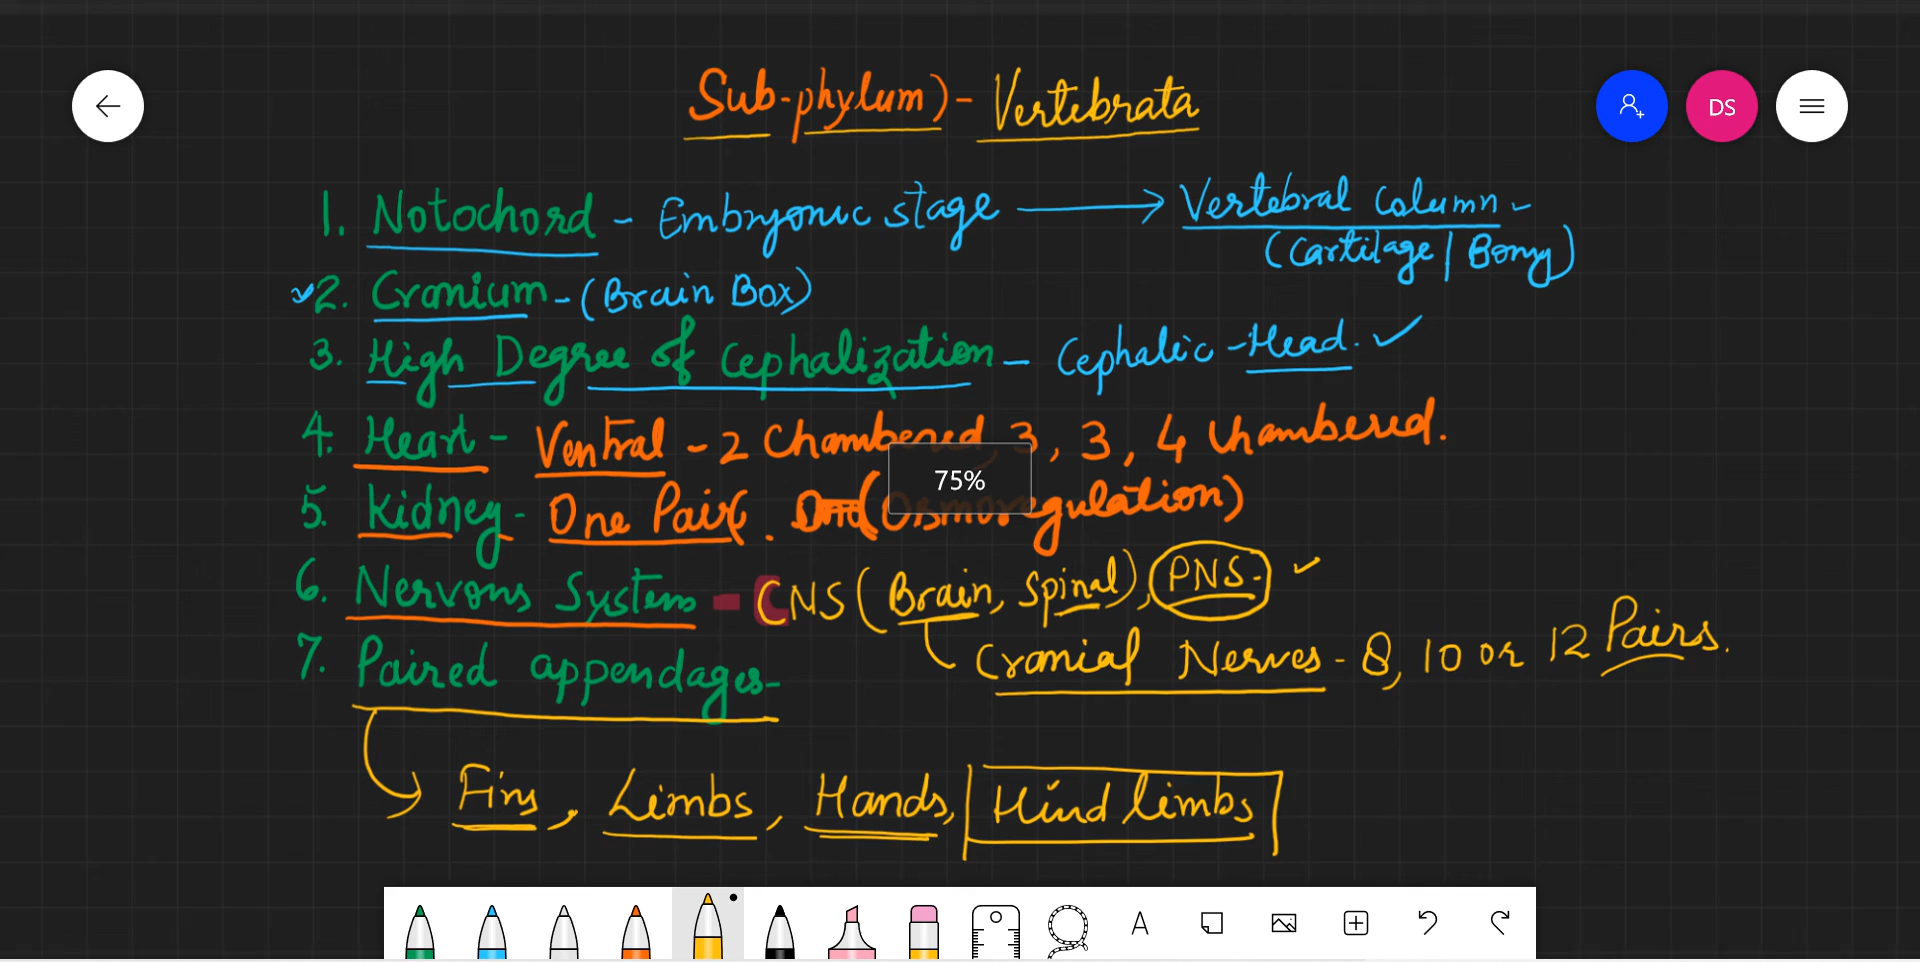 Sub-phylum)- Vertebrata
DS
1. Notochord - Embryonic stage → Vertebral Column -
(Cartilage / Bony)
2. Cranium - (Brain Box)
3. High Degree of Cephalization - Cephalic - Head.
4. Heart - Ventral - 2 Chambered, 3, 3, 4 Chambered.
75%
5. Kidney - One Pair. (Osmoregulation)
6. Nervons System - CNS (Brain, Spinal), PNS.
Cranial Nerves - 8, 10 or 12 Pairs.
7. Paired appendages-
Fins, Limbs, Hands, Hind limbs
A